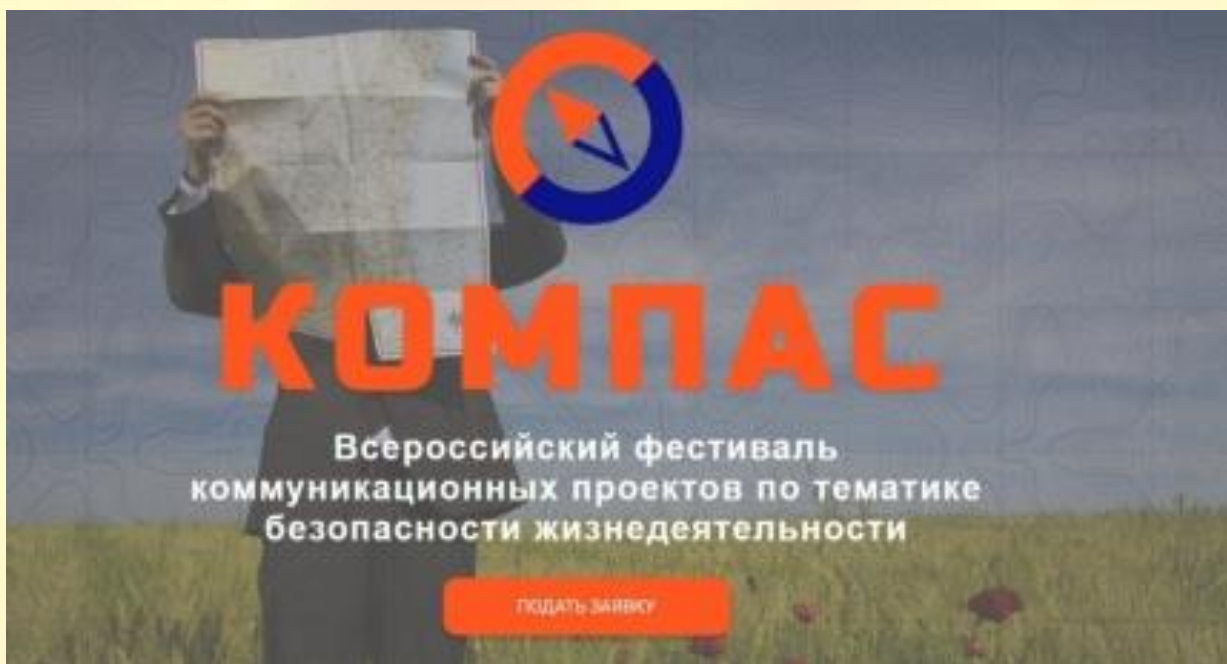 КОМПАС
Всероссийский фестиваль
коммуникационных проектов по тематике
безопасности жизнедеятельности
ПОДАТЬ ЗАЯВКУ